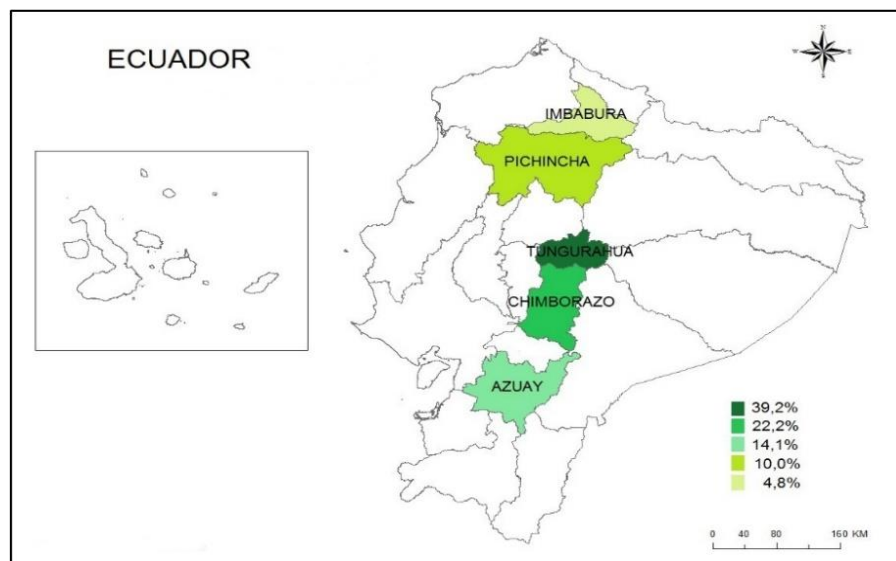 ECUADOR
N
W
E
S
IMBABURA
PICHINCHA
TUNGURAHUA
CHIMBORAZO
AZUAY
39,2%
22,2%
14,1%
10,0%
4,8%
0 40 80 160 KM